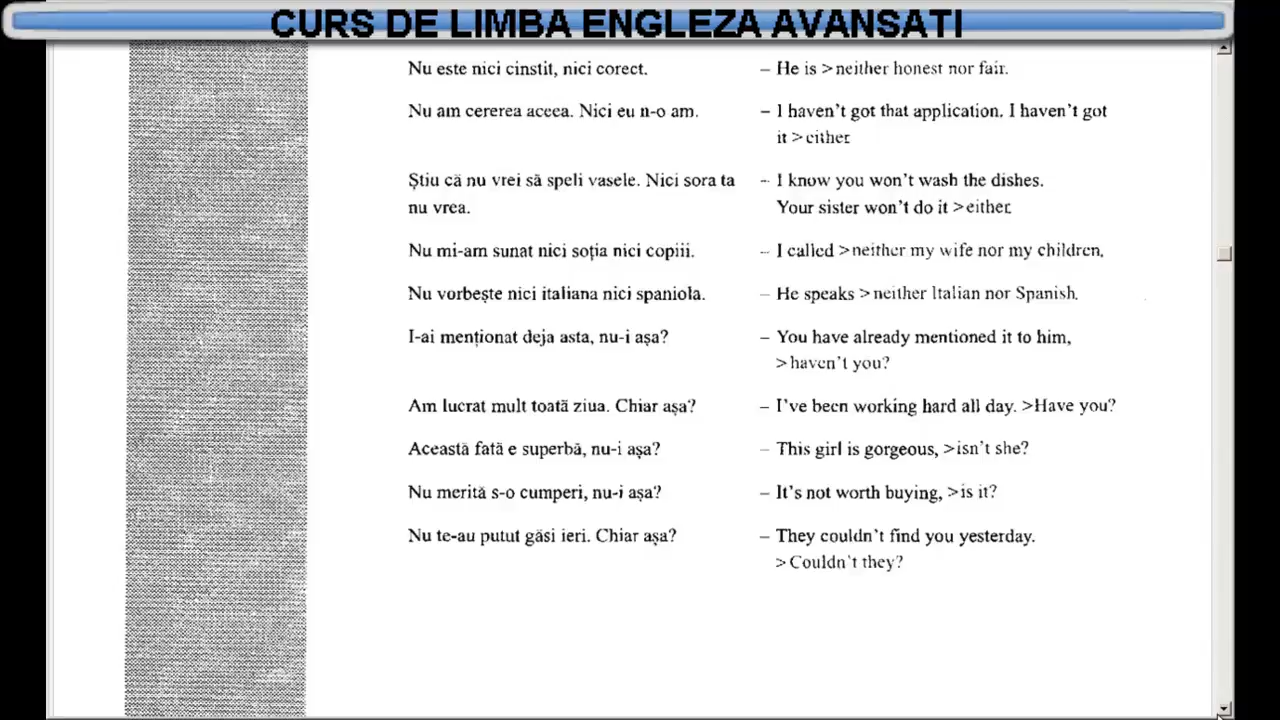 CURS DE LIMBA ENGLEZA AVANSATI
Nu este nici cinstit, nici corect.
– He is >neither honest nor fair.
Nu am cererea aceea. Nici eu n-o am.
– I haven't got that application. I haven't got
it >either.
Știu că nu vrei să speli vasele. Nici sora ta
nu vrea.
– I know you won't wash the dishes.
Your sister won't do it >either.
Nu mi-am sunat nici soția nici copiii.
– I called >neither my wife nor my children.
Nu vorbește nici italiana nici spaniola.
– He speaks >neither Italian nor Spanish.
I-ai menționat deja asta, nu-i așa?
– You have already mentioned it to him,
>haven't you?
Am lucrat mult toată ziua. Chiar așa?
– I've been working hard all day. >Have you?
Această fată e superbă, nu-i așa?
– This girl is gorgeous, >isn't she?
Nu merită s-o cumperi, nu-i așa?
– It's not worth buying, >is it?
Nu te-au putut găsi ieri. Chiar așa?
– They couldn't find you yesterday.
>Couldn't they?